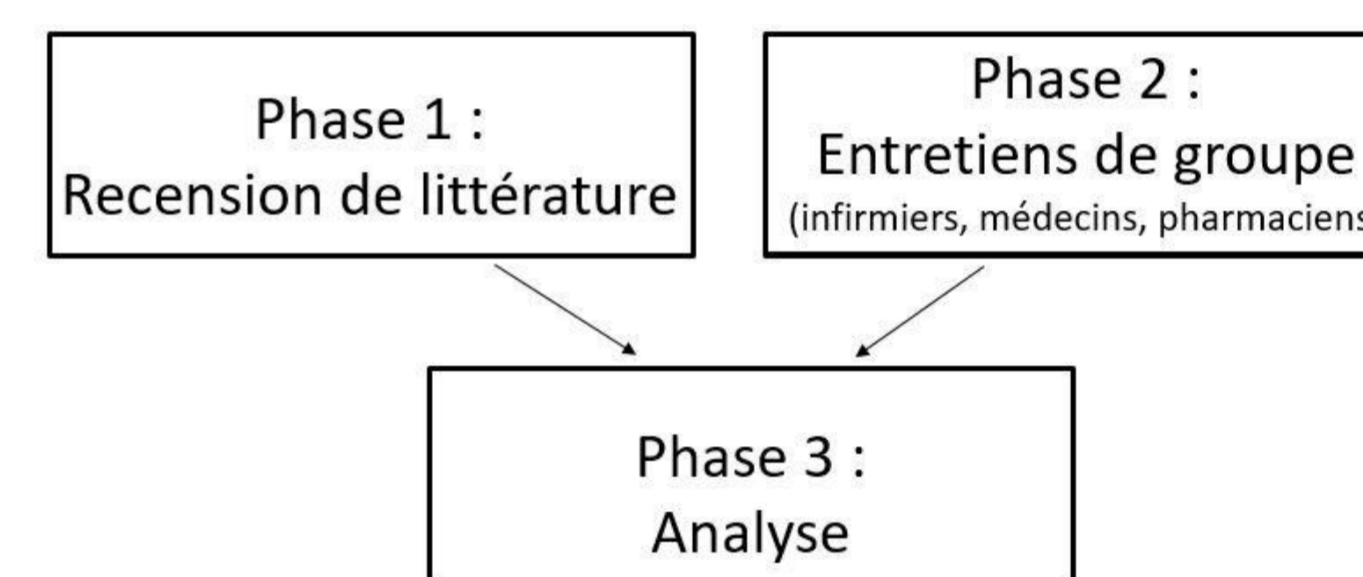 Phase 1 :
Recension de littérature
Phase 2 :
Entretiens de groupe
(infirmiers, médecins, pharmaciens
Phase 3 :
Analyse